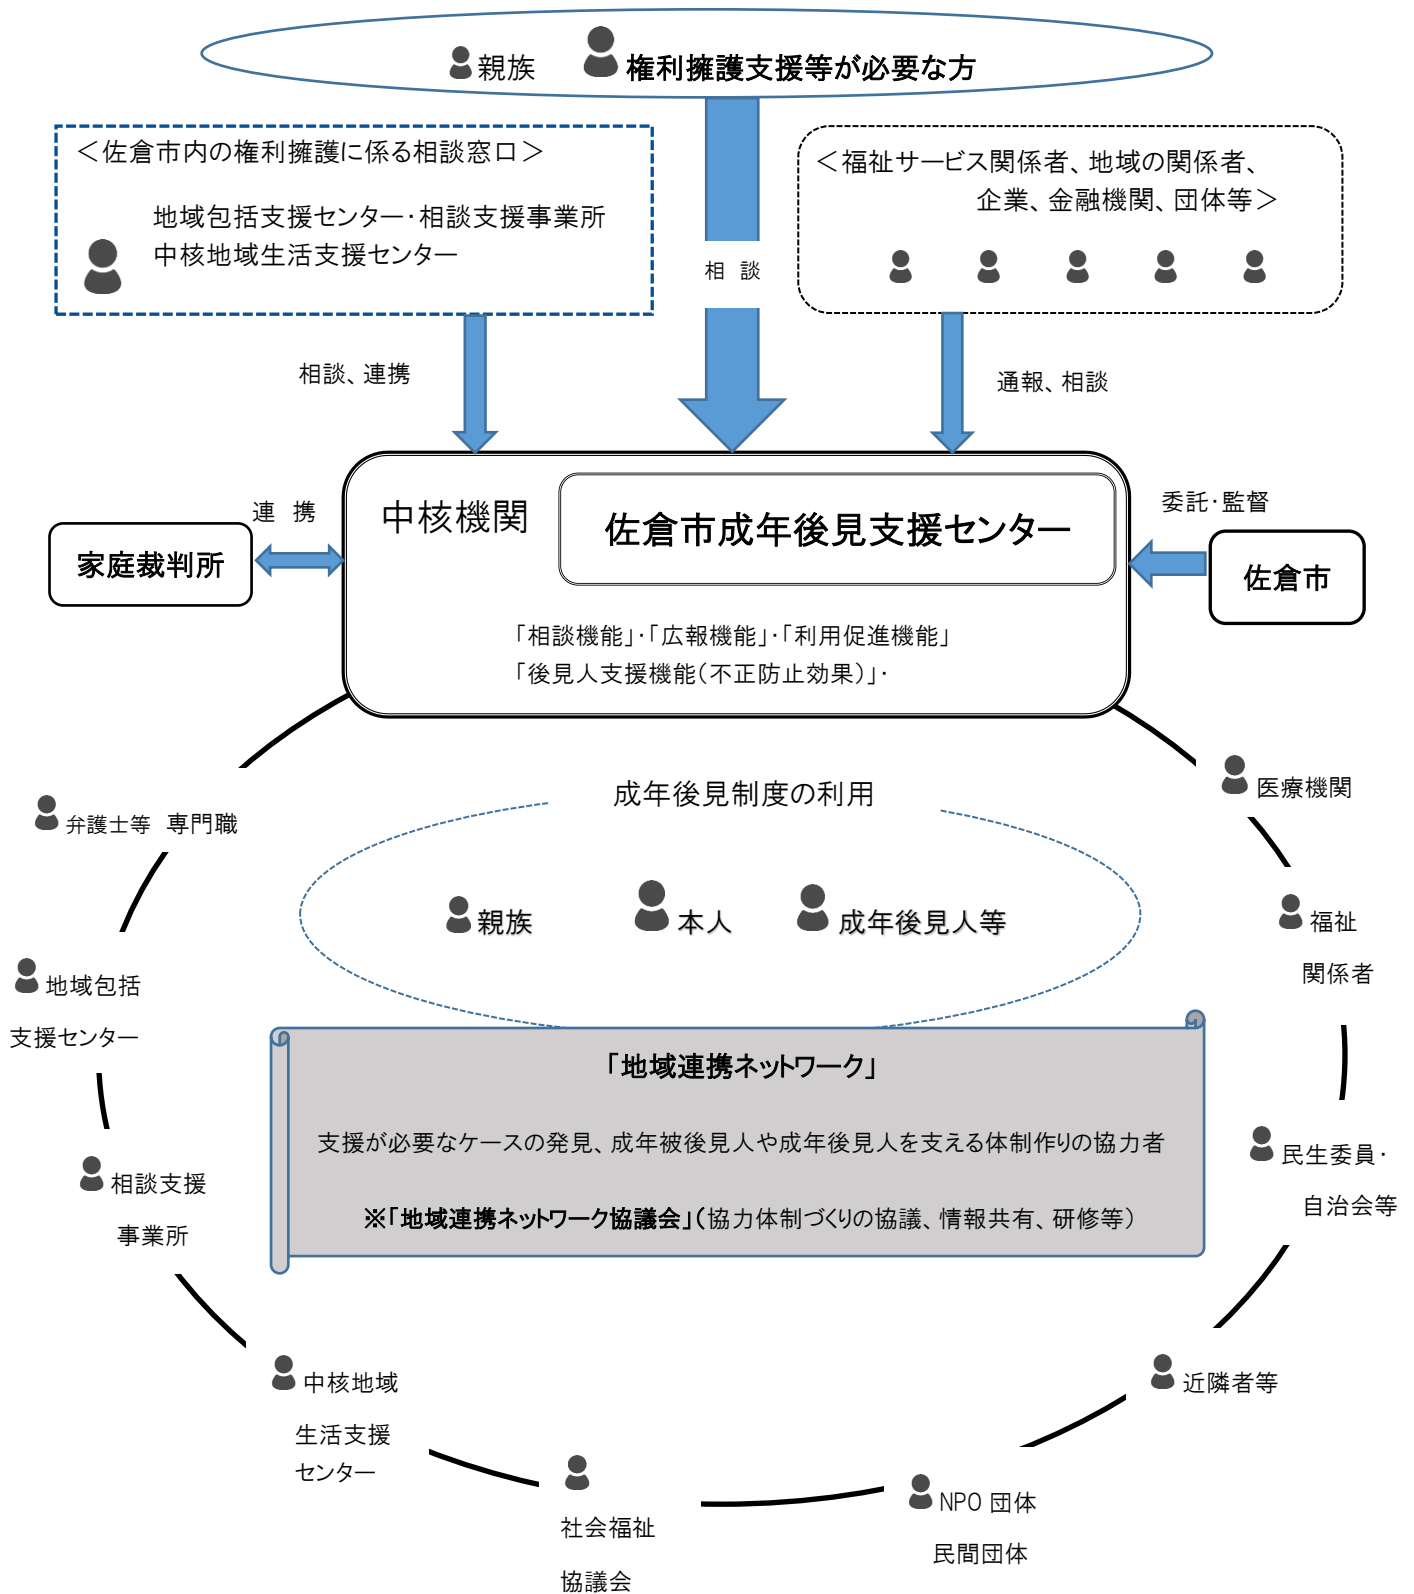 親族　権利擁護支援等が必要な方
＜佐倉市内の権利擁護に係る相談窓口＞
地域包括支援センター・相談支援事業所
中核地域生活支援センター
相　談
＜福祉サービス関係者、地域の関係者、
企業、金融機関、団体等＞
相談、連携
通報、相談
連　携
家庭裁判所
中核機関
佐倉市成年後見支援センター
「相談機能」・「広報機能」・「利用促進機能」
「後見人支援機能（不正防止効果）」・
委託・監督
佐倉市
成年後見制度の利用
親族　本人　成年後見人等
「地域連携ネットワーク」
支援が必要なケースの発見、成年被後見人や成年後見人を支える体制作りの協力者
※「地域連携ネットワーク協議会」（協力体制づくりの協議、情報共有、研修等）
弁護士等　専門職
地域包括
支援センター
相談支援
事業所
中核地域
生活支援
センター
社会福祉
協議会
NPO 団体
民間団体
近隣者等
民生委員・
自治会等
福祉
関係者
医療機関